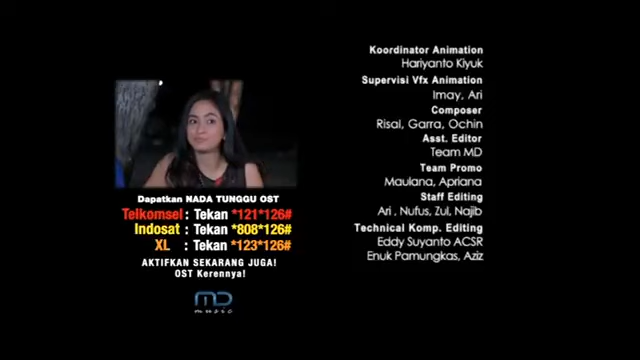 Dapatkan NADA TUNGGU OST
Telkomsel : Tekan *121*126#
Indosat : Tekan *808*126#
XL : Tekan *123*126#
AKTIFKAN SEKARANG JUGA!
OST Kerennya!
MD
music
Koordinator Animation
Hariyanto Kiyuk
Supervisi Vfx Animation
Imay, Ari
Composer
Risal, Garra, Ochin
Asst. Editor
Team MD
Team Promo
Maulana, Apriana
Staff Editing
Ari , Nufus, Zul, Najib
Technical Komp. Editing
Eddy Suyanto ACSR
Enuk Pamungkas, Aziz